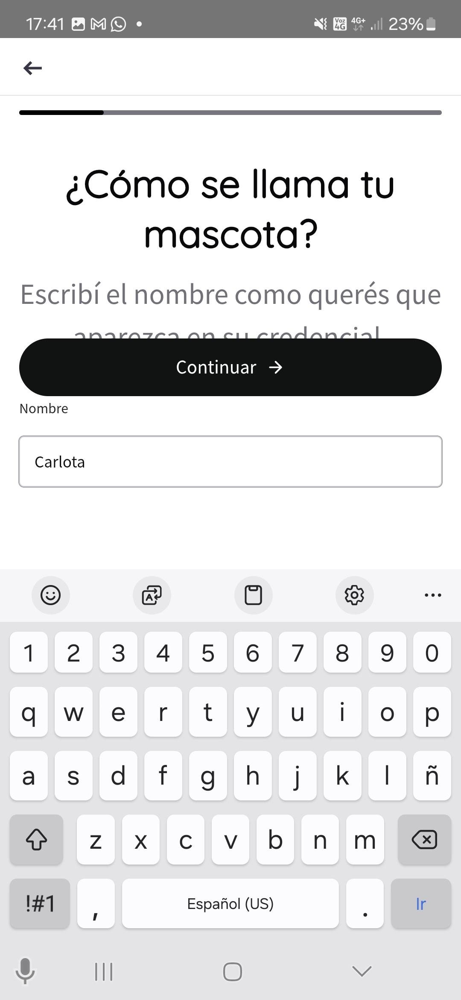 17:41
Voz 4G 4G+ 23%
¿Cómo se llama tu
mascota?
Escribí el nombre como querés que
aparezca en su credencial
Continuar
Nombre
Carlota
1 2 3 4 5 6 7 8 9 0
q w e r t y u i o p
a s d f g h j k l ñ
z x c v b n m
!#1 , Español (US) . Ir